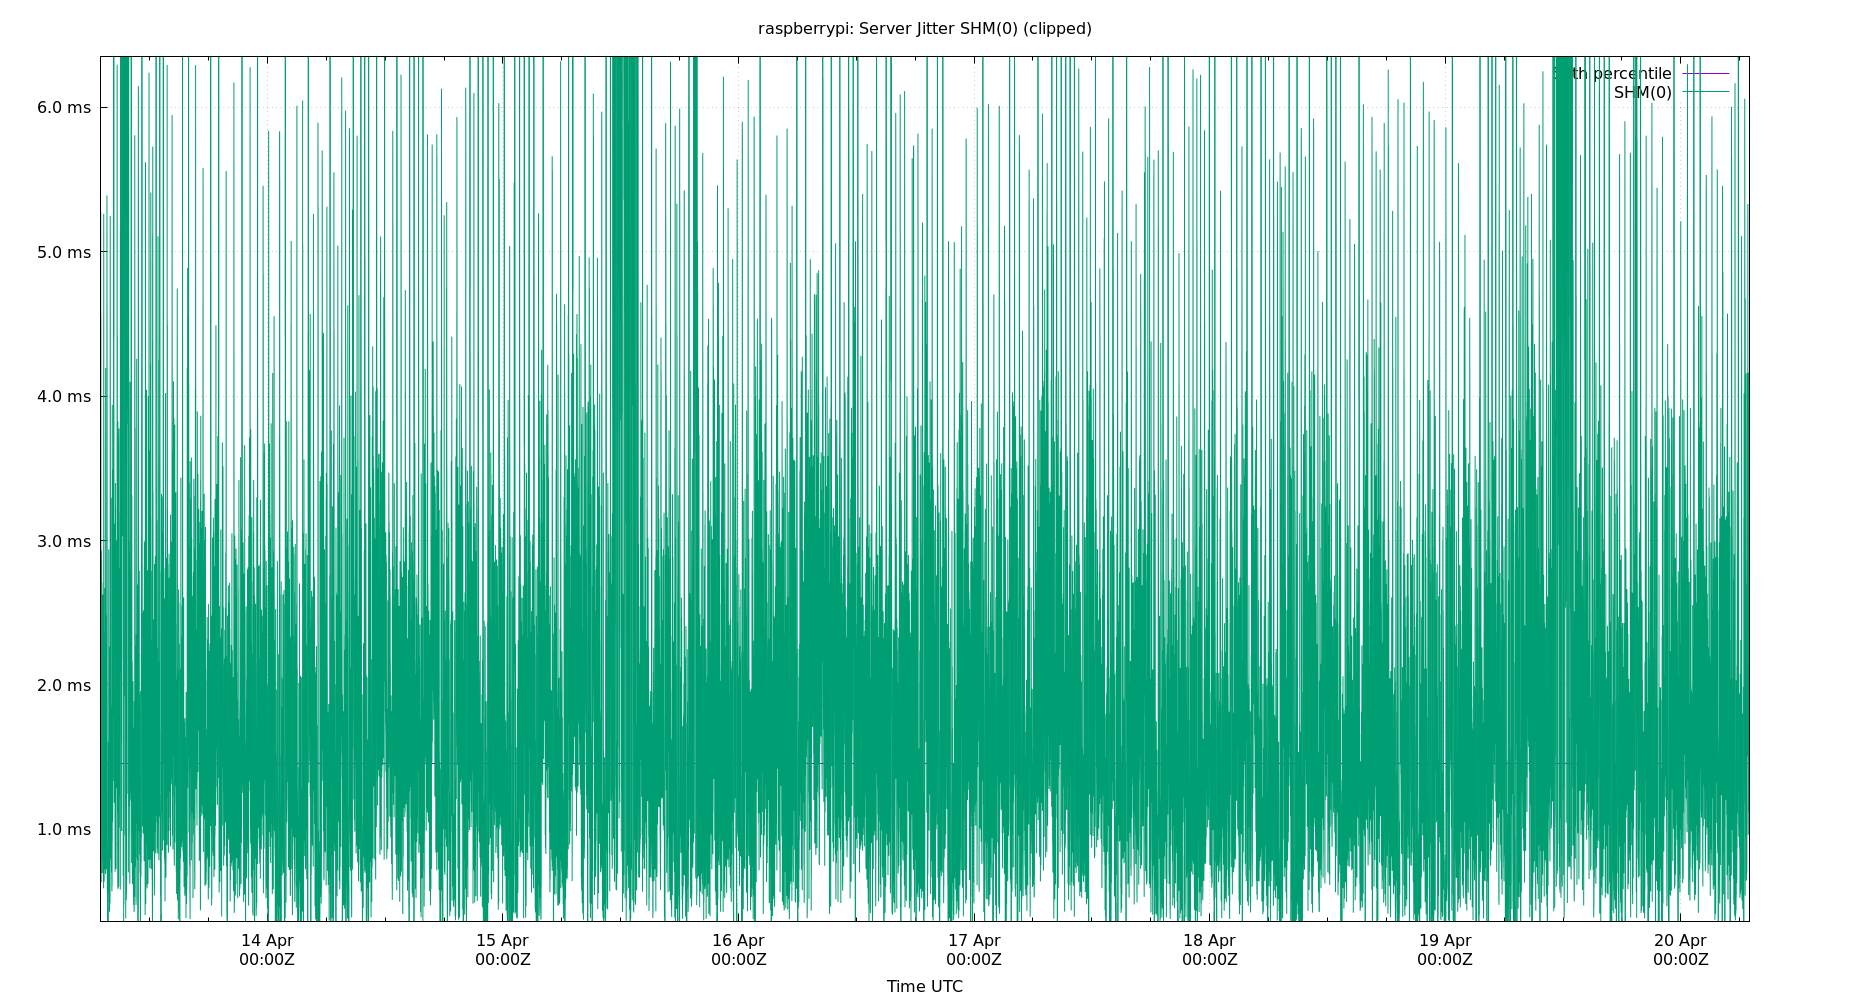 raspberrypi: Server Jitter SHM(0) (clipped)
percentile
SHM(0)
6.0 ms
5.0 ms
4.0 ms
3.0 ms
2.0 ms
1.0 ms
14 Apr 15 Apr 16 Apr 17 Apr 18 Apr 19 Apr 20 Apr
00:00Z 00:00Z 00:00Z 00:00Z 00:00Z 00:00Z 00:00Z
Time UTC